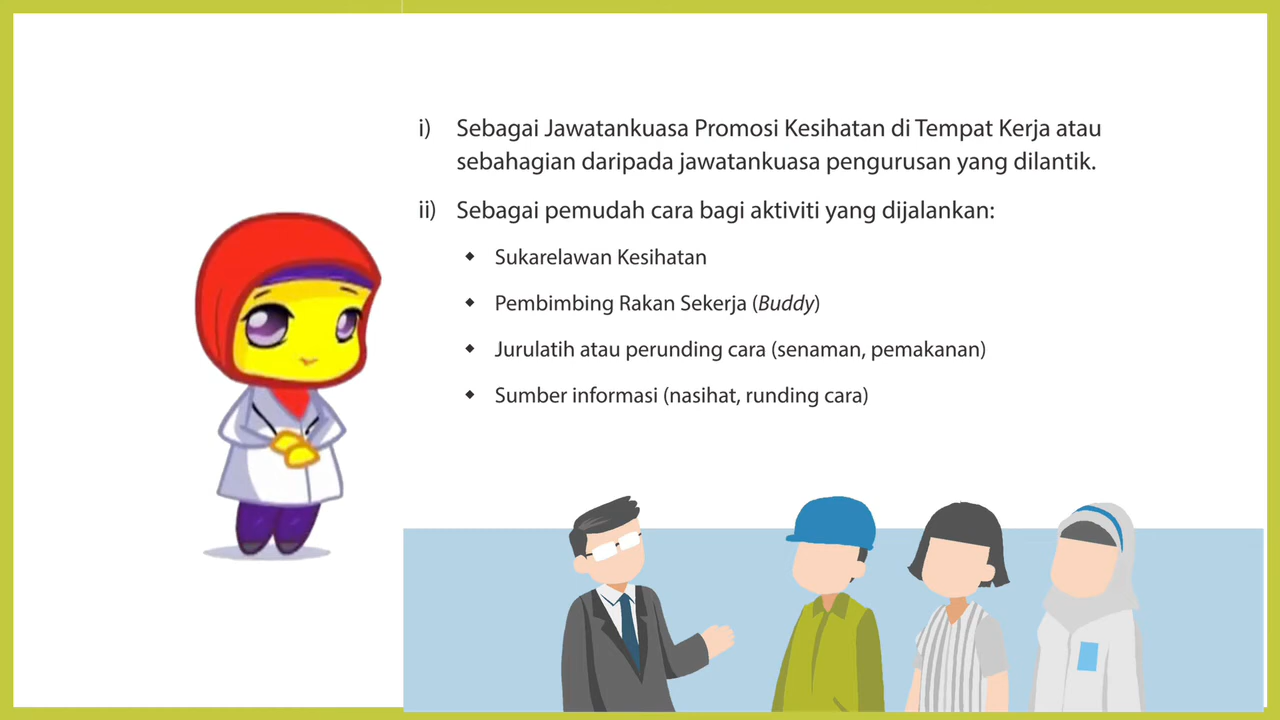 i) Sebagai Jawatankuasa Promosi Kesihatan di Tempat Kerja atau
sebahagian daripada jawatankuasa pengurusan yang dilantik.
ii) Sebagai pemudah cara bagi aktiviti yang dijalankan:
◆ Sukarelawan Kesihatan
◆ Pembimbing Rakan Sekerja (Buddy)
◆ Jurulatih atau perunding cara (senaman, pemakanan)
◆ Sumber informasi (nasihat, runding cara)